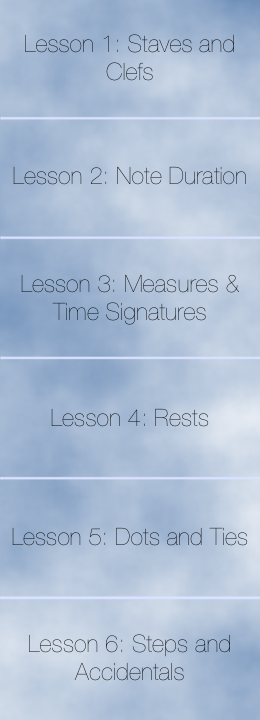 Lesson 1: Staves and
Clefs
Lesson 2: Note Duration
Lesson 3: Measures &
Time Signatures
Lesson 4: Rests
Lesson 5: Dots and Ties
Lesson 6: Steps and
Accidentals